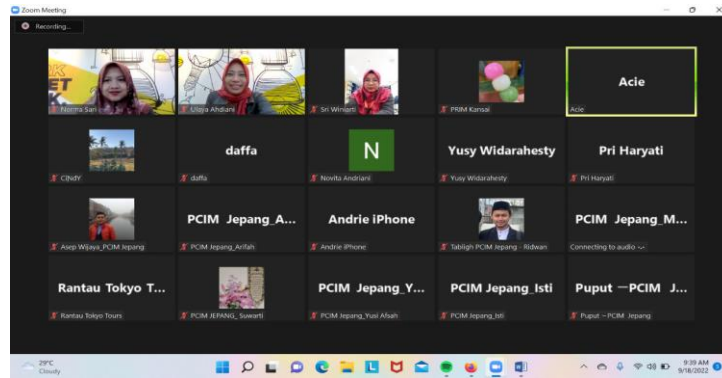 Zoom Meeting
Recording...
Norma Sari
Uloya Ahdiani
Sri Winiarti
PRIM Kansai
Acie
Acie
CINdY
daffa
daffa
N
Novita Andriani
Yusy Widarahesty
Yusy Widarahesty
Pri Haryati
Pri Haryati
Asep Wijaya_PCIM Jepang
PCIM Jepang_A...
PCIM Jepang_Arifah
Andrie iPhone
Andrie iPhone
Tabligh PCIM Jepang - Ridwan
PCIM Jepang_M...
Connecting to audio
Rantau Tokyo T...
Rantau Tokyo Tours
PCIM JEPANG_ Suwarti
PCIM Jepang_Y...
PCIM Jepang_Yusi Afsah
PCIM Jepang_Isti
PCIM Jepang_Isti
Puput －PCIM J...
Puput －PCIM Jepang
29°C
Cloudy
9:39 AM
9/18/2022